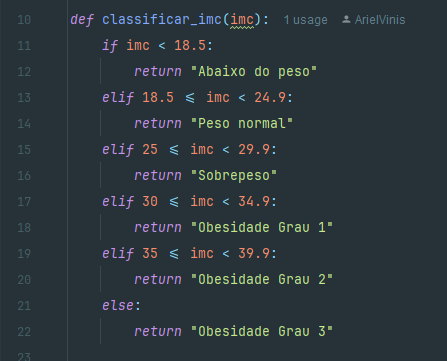 10 def classificar_imc(imc): 1 usage ArielVinis
11 if imc < 18.5:
12 return "Abaixo do peso"
13 elif 18.5 <= imc < 24.9:
14 return "Peso normal"
15 elif 25 <= imc < 29.9:
16 return "Sobrepeso"
17 elif 30 <= imc < 34.9:
18 return "Obesidade Grau 1"
19 elif 35 <= imc < 39.9:
20 return "Obesidade Grau 2"
21 else:
22 return "Obesidade Grau 3"
23